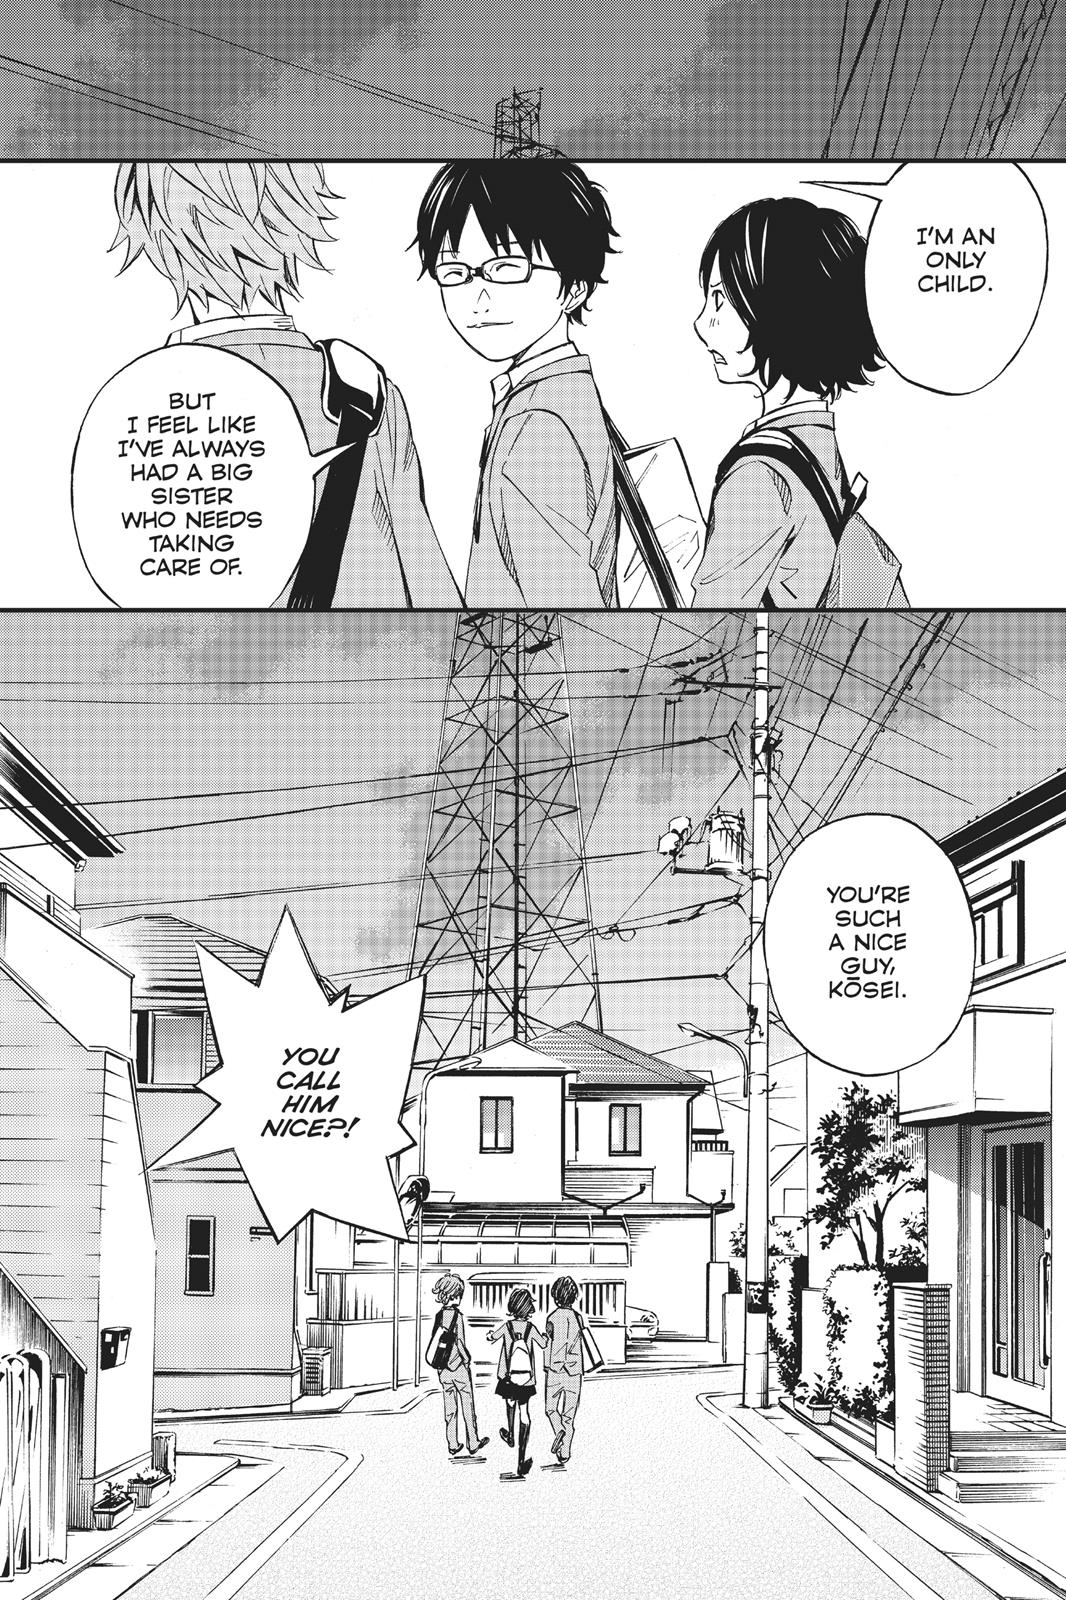 I'M AN
ONLY
CHILD.
BUT
I FEEL LIKE
I'VE ALWAYS
HAD A BIG
SISTER
WHO NEEDS
TAKING
CARE OF.
YOU'RE
SUCH
A NICE
GUY,
KŌSEI.
YOU
CALL
HIM
NICE?!